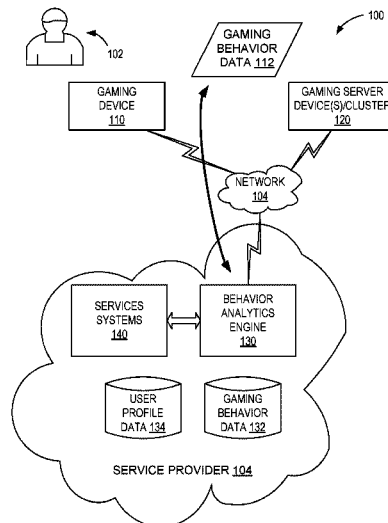 100
102
GAMING
BEHAVIOR
DATA 112
GAMING
DEVICE
110
GAMING SERVER
DEVICE(S)/CLUSTER
120
NETWORK
104
SERVICES
SYSTEMS
140
BEHAVIOR
ANALYTICS
ENGINE
130
USER
PROFILE
DATA 134
GAMING
BEHAVIOR
DATA 132
SERVICE PROVIDER 104